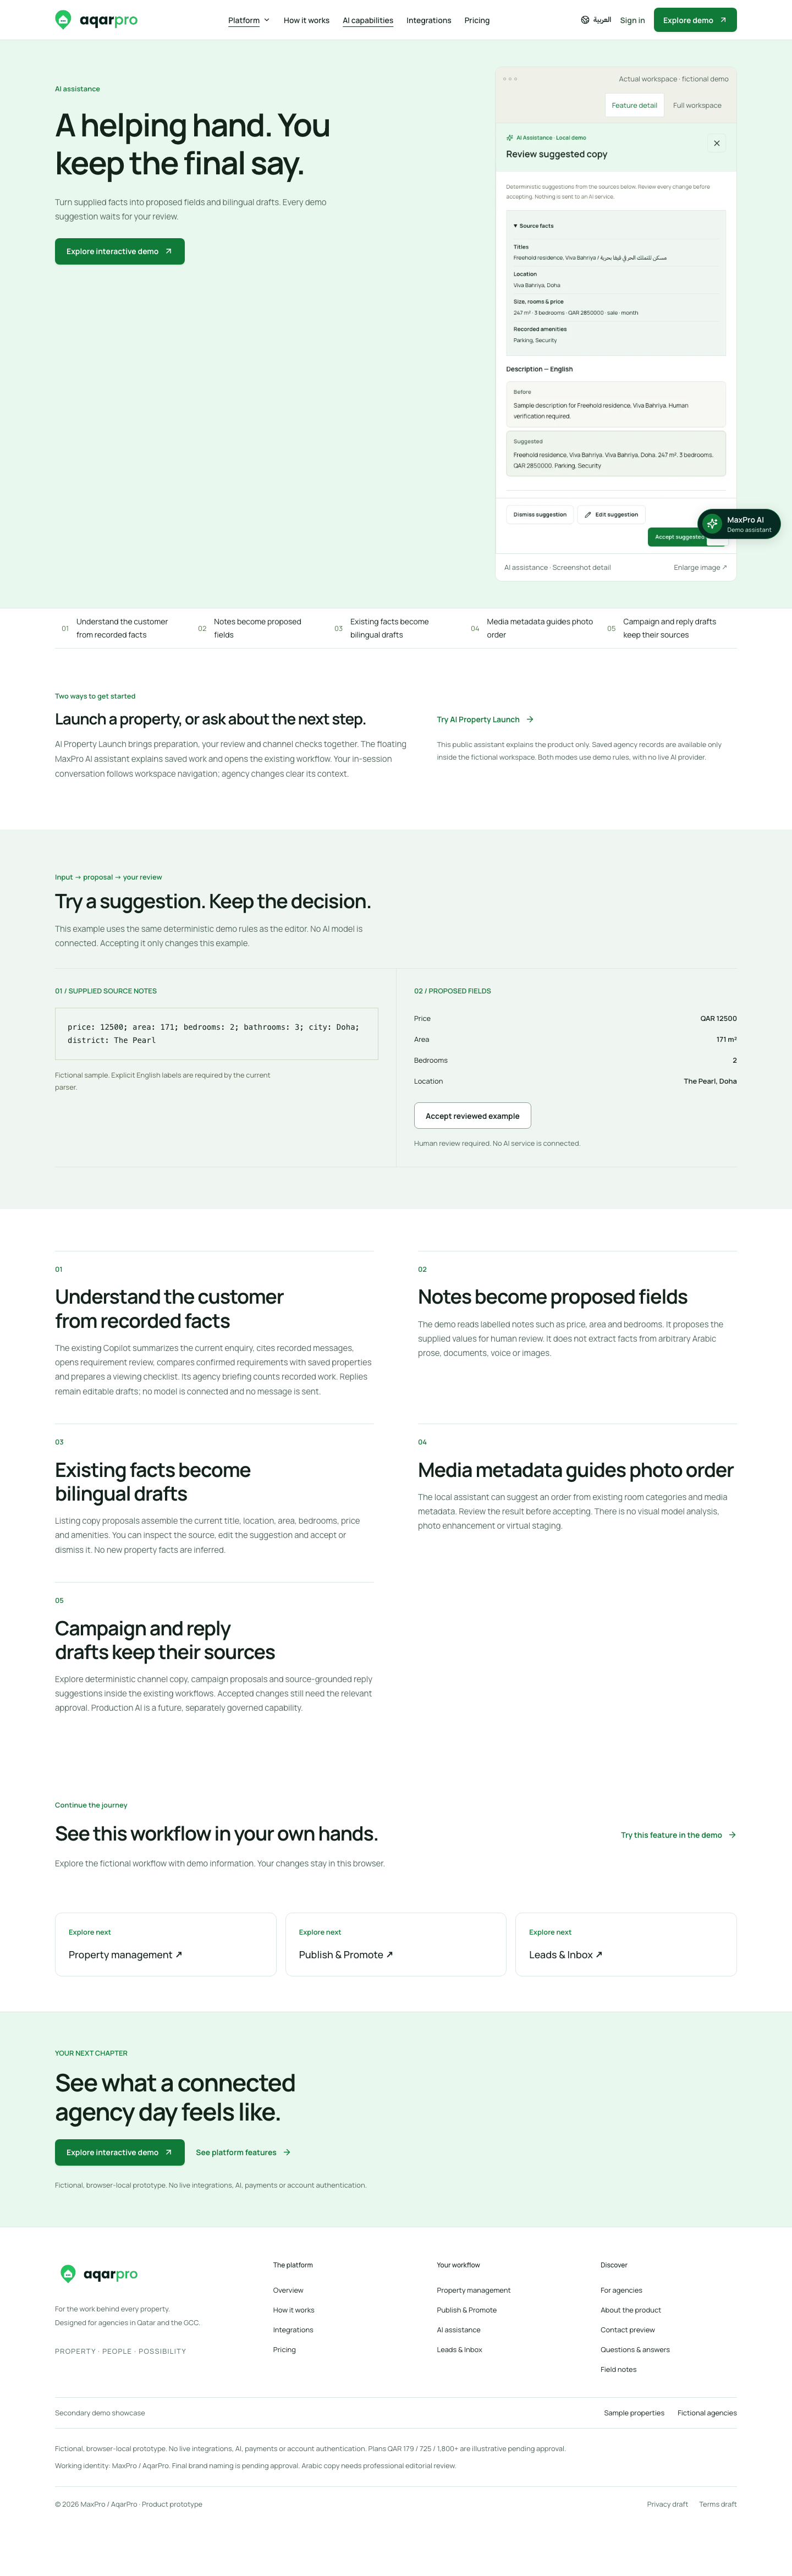 aqarpro
Platform
How it works
AI capabilities
Integrations
Pricing
العربية
Sign in
Explore demo
AI assistance
A helping hand. You
keep the final say.
Turn supplied facts into proposed fields and bilingual drafts. Every demo
suggestion waits for your review.
Explore interactive demo
Actual workspace · fictional demo
Feature detail
Full workspace
AI Assistance · Local demo
Review suggested copy
Deterministic suggestions from the sources below. Review every change before
accepting. Nothing is sent to an AI service.
Source facts
Titles
Freehold residence, Viva Bahriya / مسكن للتملك الحر في فيفا بحرية
Location
Viva Bahriya, Doha
Size, rooms & price
247 m² · 3 bedrooms · QAR 2850000 · sale · month
Recorded amenities
Parking, Security
Description — English
Before
Sample description for Freehold residence, Viva Bahriya. Human
verification required.
Suggested
Freehold residence, Viva Bahriya. Viva Bahriya, Doha. 247 m². 3 bedrooms.
QAR 2850000. Parking, Security
Dismiss suggestion
Edit suggestion
Accept suggested
MaxPro AI
Demo assistant
AI assistance · Screenshot detail
Enlarge image ↗
01 Understand the customer
from recorded facts
02 Notes become proposed
fields
03 Existing facts become
bilingual drafts
04 Media metadata guides photo
order
05 Campaign and reply drafts
keep their sources
Two ways to get started
Launch a property, or ask about the next step.
AI Property Launch brings preparation, your review and channel checks together. The floating
MaxPro AI assistant explains saved work and opens the existing workflow. Your in-session
conversation follows workspace navigation; agency changes clear its context.
Try AI Property Launch →
This public assistant explains the product only. Saved agency records are available only
inside the fictional workspace. Both modes use demo rules, with no live AI provider.
Input → proposal → your review
Try a suggestion. Keep the decision.
This example uses the same deterministic demo rules as the editor. No AI model is
connected. Accepting it only changes this example.
01 / SUPPLIED SOURCE NOTES
price: 12500; area: 171; bedrooms: 2; bathrooms: 3; city: Doha;
district: The Pearl
Fictional sample. Explicit English labels are required by the current
parser.
02 / PROPOSED FIELDS
Price QAR 12500
Area 171 m²
Bedrooms 2
Location The Pearl, Doha
Accept reviewed example
Human review required. No AI service is connected.
01
Understand the customer
from recorded facts
The existing Copilot summarizes the current enquiry, cites recorded messages,
opens requirement review, compares confirmed requirements with saved properties
and prepares a viewing checklist. Its agency briefing counts recorded work. Replies
remain editable drafts; no model is connected and no message is sent.
02
Notes become proposed fields
The demo reads labelled notes such as price, area and bedrooms. It proposes the
supplied values for human review. It does not extract facts from arbitrary Arabic
prose, documents, voice or images.
03
Existing facts become
bilingual drafts
Listing copy proposals assemble the current title, location, area, bedrooms, price
and amenities. You can inspect the source, edit the suggestion and accept or
dismiss it. No new property facts are inferred.
04
Media metadata guides photo order
The local assistant can suggest an order from existing room categories and media
metadata. Review the result before accepting. There is no visual model analysis,
photo enhancement or virtual staging.
05
Campaign and reply
drafts keep their sources
Explore deterministic channel copy, campaign proposals and source-grounded reply
suggestions inside the existing workflows. Accepted changes still need the relevant
approval. Production AI is a future, separately governed capability.
Continue the journey
See this workflow in your own hands.
Explore the fictional workflow with demo information. Your changes stay in this browser.
Try this feature in the demo →
Explore next
Property management ↗
Explore next
Publish & Promote ↗
Explore next
Leads & Inbox ↗
YOUR NEXT CHAPTER
See what a connected
agency day feels like.
Explore interactive demo
See platform features →
Fictional, browser-local prototype. No live integrations, AI, payments or account authentication.
aqarpro
For the work behind every property.
Designed for agencies in Qatar and the GCC.
PROPERTY · PEOPLE · POSSIBILITY
The platform
Overview
How it works
Integrations
Pricing
Your workflow
Property management
Publish & Promote
AI assistance
Leads & Inbox
Discover
For agencies
About the product
Contact preview
Questions & answers
Field notes
Secondary demo showcase
Sample properties
Fictional agencies
Fictional, browser-local prototype. No live integrations, AI, payments or account authentication. Plans QAR 179 / 725 / 1,800+ are illustrative pending approval.
Working identity: MaxPro / AqarPro. Final brand naming is pending approval. Arabic copy needs professional editorial review.
© 2026 MaxPro / AqarPro · Product prototype
Privacy draft
Terms draft